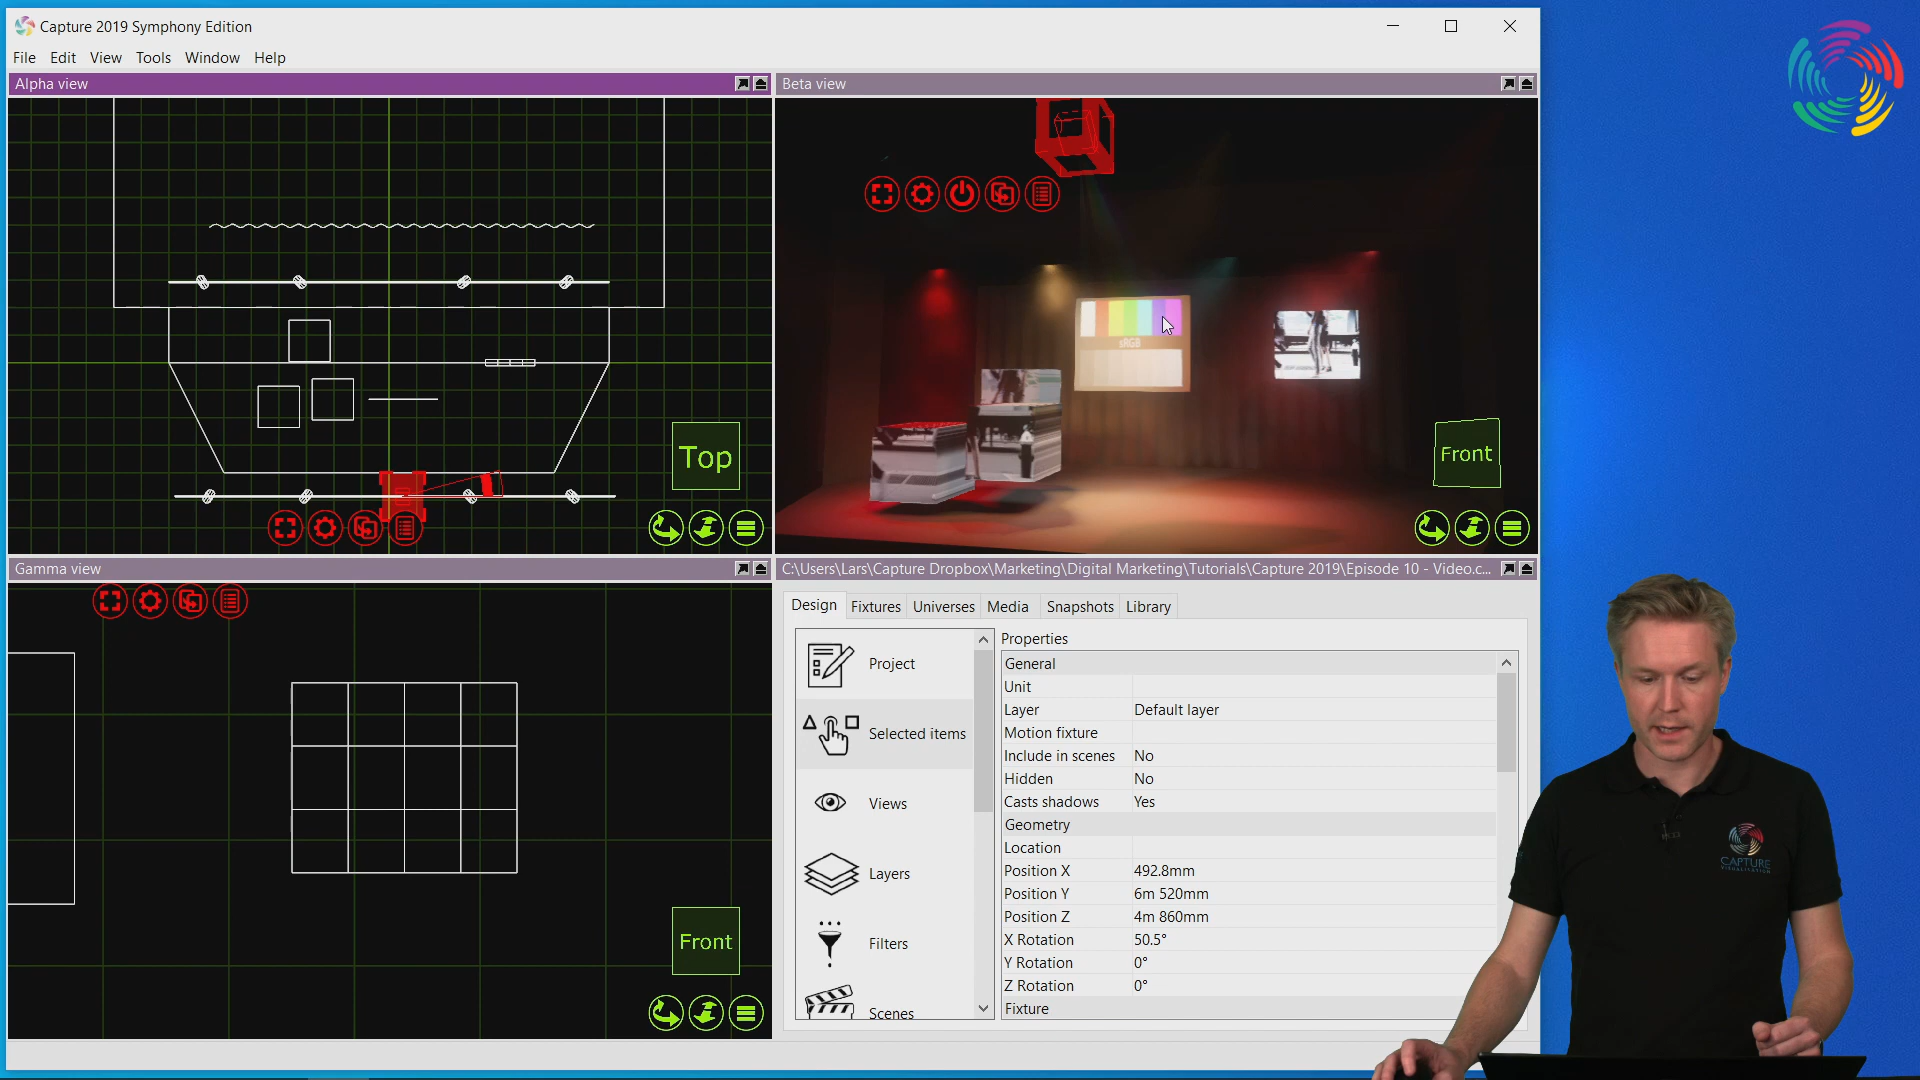 Capture 2019 Symphony Edition
File Edit View Tools Window Help
Alpha view
Top
Beta view
sRGB
Front
Gamma view
Front
C:\Users\Lars\Capture Dropbox\Marketing\Digital Marketing\Tutorials\Capture 2019\Episode 10 - Video.c...
Design Fixtures Universes Media Snapshots Library
Project
Selected items
Views
Layers
Filters
Scenes
Properties
General
Unit
Layer Default layer
Motion fixture
Include in scenes No
Hidden No
Casts shadows Yes
Geometry
Location
Position X 492.8mm
Position Y 6m 520mm
Position Z 4m 860mm
X Rotation 50.5°
Y Rotation 0°
Z Rotation 0°
Fixture
CAPTURE
VISUALISATION